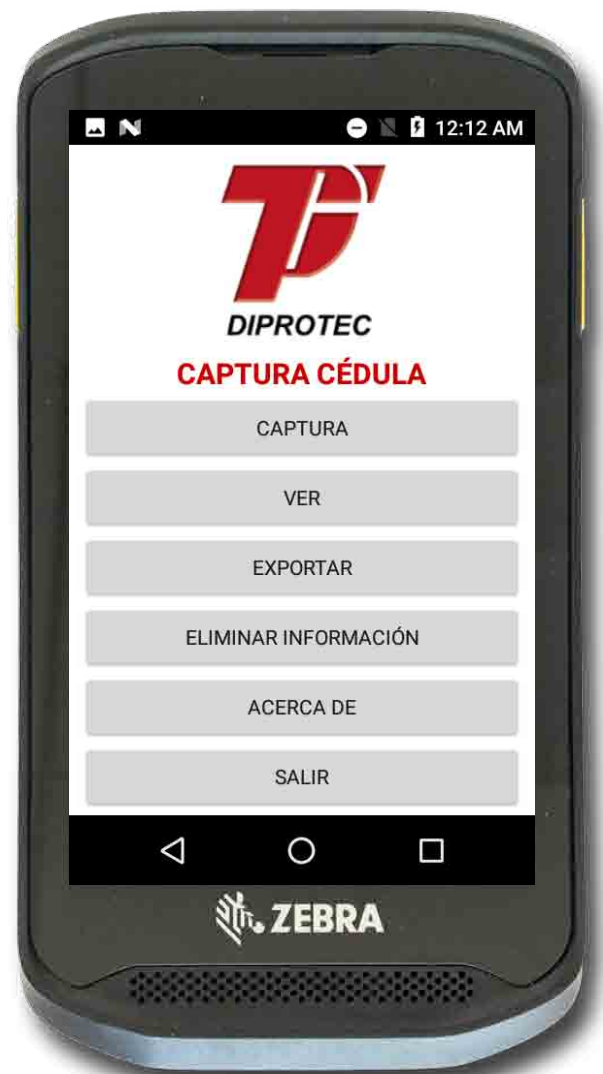 12:12 AM
DIPROTEC
CAPTURA CÉDULA
CAPTURA
VER
EXPORTAR
ELIMINAR INFORMACIÓN
ACERCA DE
SALIR
ZEBRA